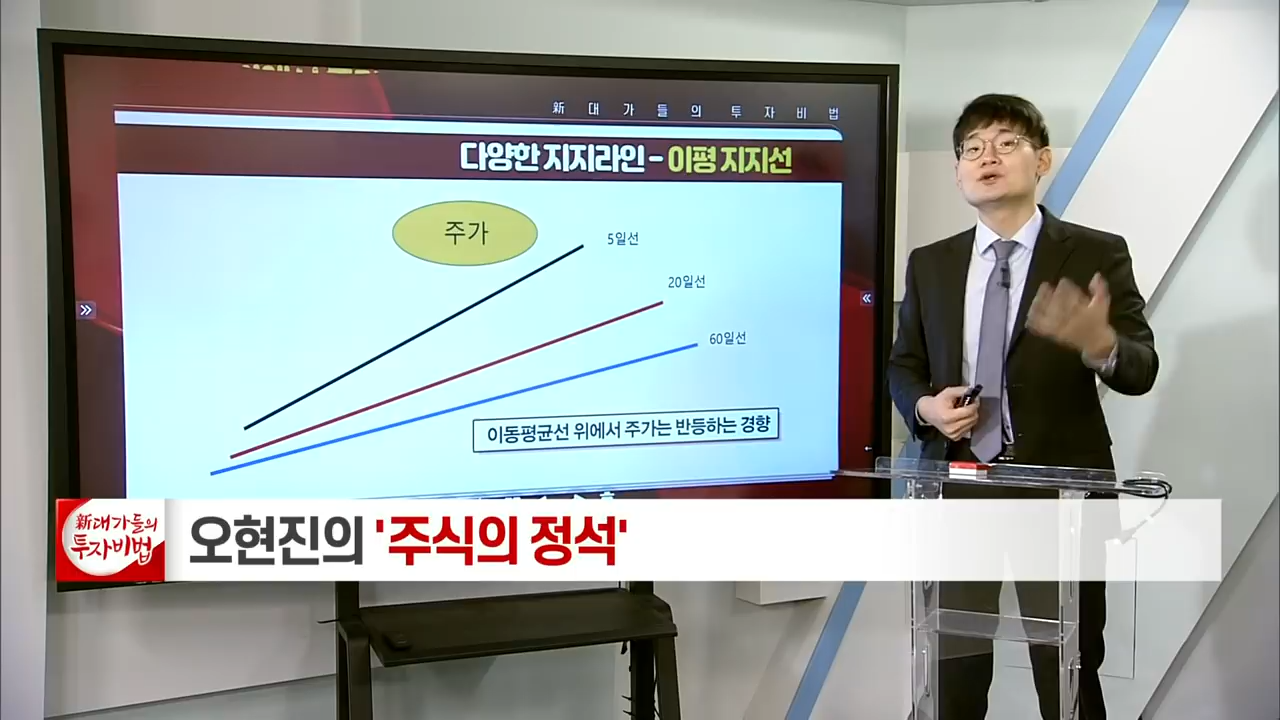 新 대 가 들 의 투 자 비 법
다양한 지지라인 - 이평 지지선
주가
5일선
20일선
60일선
이동평균선 위에서 주가는 반등하는 경향
新대가들의
투자비법
오현진의 '주식의 정석'